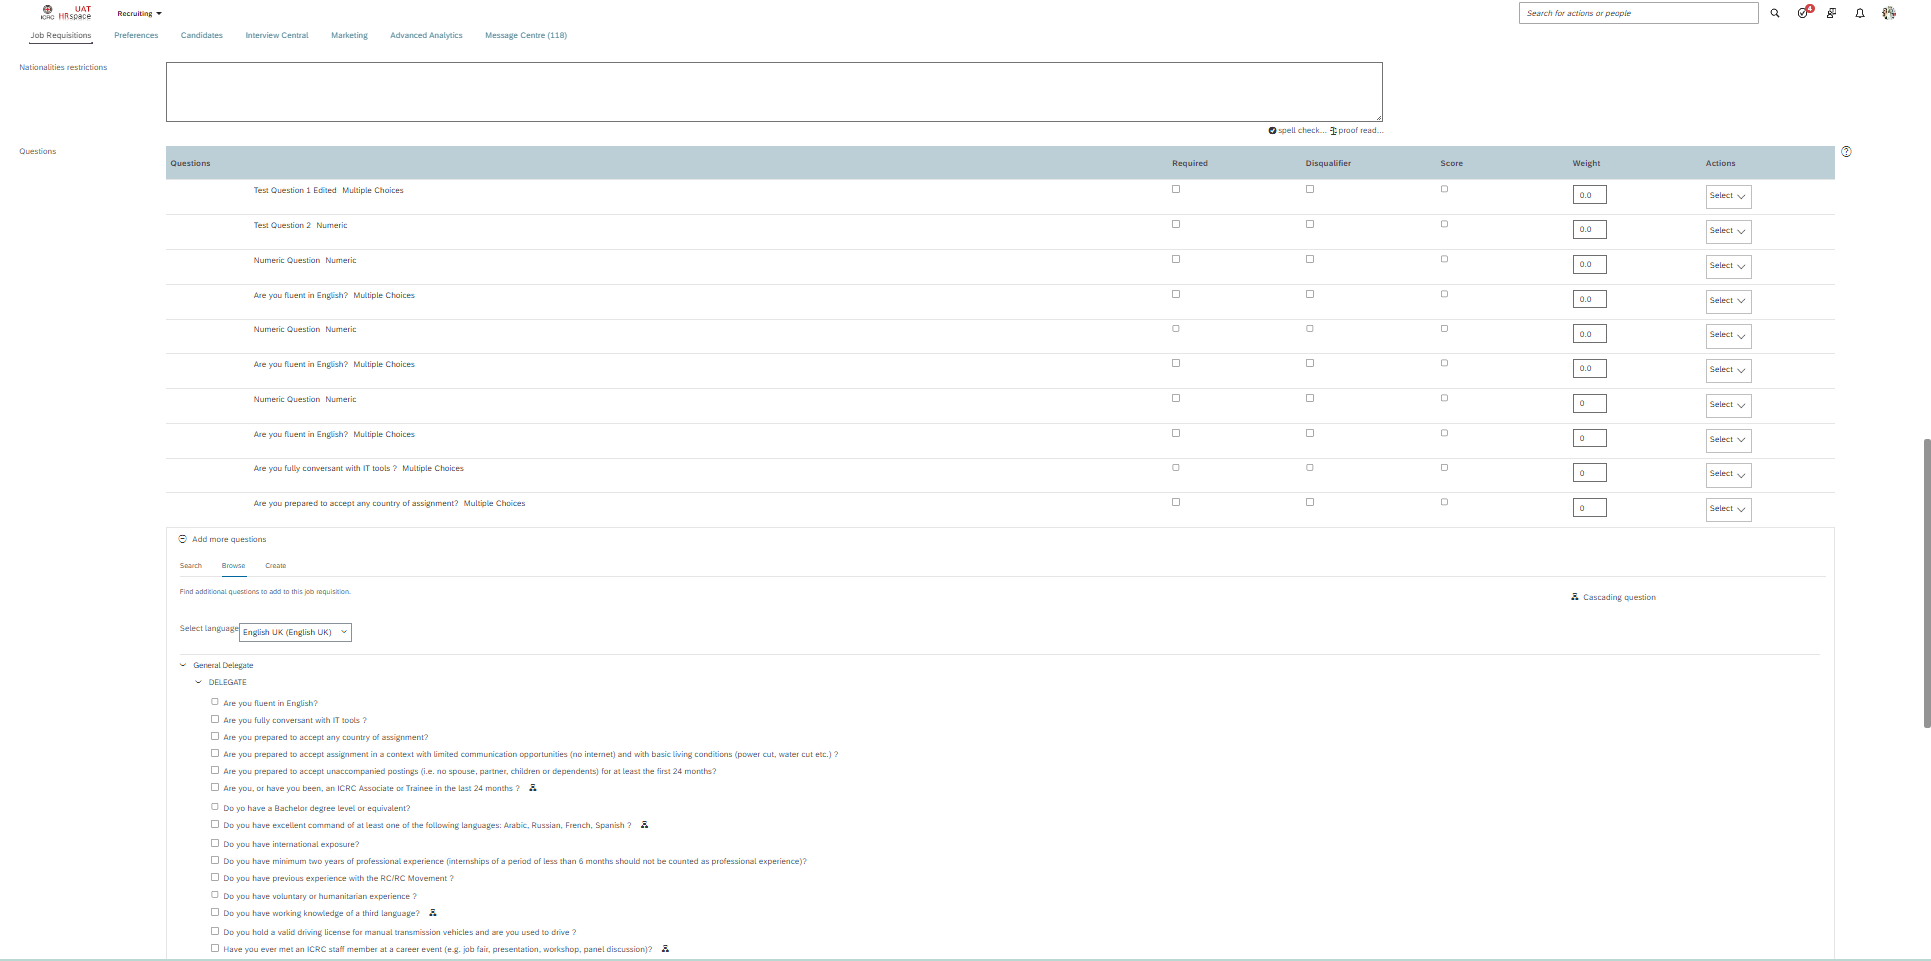 ICRC UAT HRspace Recruiting Search for actions or people 4
Job Requisitions Preferences Candidates Interview Central Marketing Advanced Analytics Message Centre (118)
Nationalities restrictions
spell check... proof read...
Questions
Questions Required Disqualifier Score Weight Actions
Test Question 1 Edited Multiple Choices 0.0 Select
Test Question 2 Numeric 0.0 Select
Numeric Question Numeric 0.0 Select
Are you fluent in English? Multiple Choices 0.0 Select
Numeric Question Numeric 0.0 Select
Are you fluent in English? Multiple Choices 0.0 Select
Numeric Question Numeric 0 Select
Are you fluent in English? Multiple Choices 0 Select
Are you fully conversant with IT tools ? Multiple Choices 0 Select
Are you prepared to accept any country of assignment? Multiple Choices 0 Select
Add more questions
Search Browse Create
Find additional questions to add to this job requisition.
Cascading question
Select language English UK (English UK)
General Delegate
DELEGATE
Are you fluent in English?
Are you fully conversant with IT tools ?
Are you prepared to accept any country of assignment?
Are you prepared to accept assignment in a context with limited communication opportunities (no internet) and with basic living conditions (power cut, water cut etc.) ?
Are you prepared to accept unaccompanied postings (i.e. no spouse, partner, children or dependents) for at least the first 24 months?
Are you, or have you been, an ICRC Associate or Trainee in the last 24 months ?
Do yo have a Bachelor degree level or equivalent?
Do you have excellent command of at least one of the following languages: Arabic, Russian, French, Spanish ?
Do you have international exposure?
Do you have minimum two years of professional experience (internships of a period of less than 6 months should not be counted as professional experience)?
Do you have previous experience with the RC/RC Movement ?
Do you have voluntary or humanitarian experience ?
Do you have working knowledge of a third language?
Do you hold a valid driving license for manual transmission vehicles and are you used to drive ?
Have you ever met an ICRC staff member at a career event (e.g. job fair, presentation, workshop, panel discussion)?